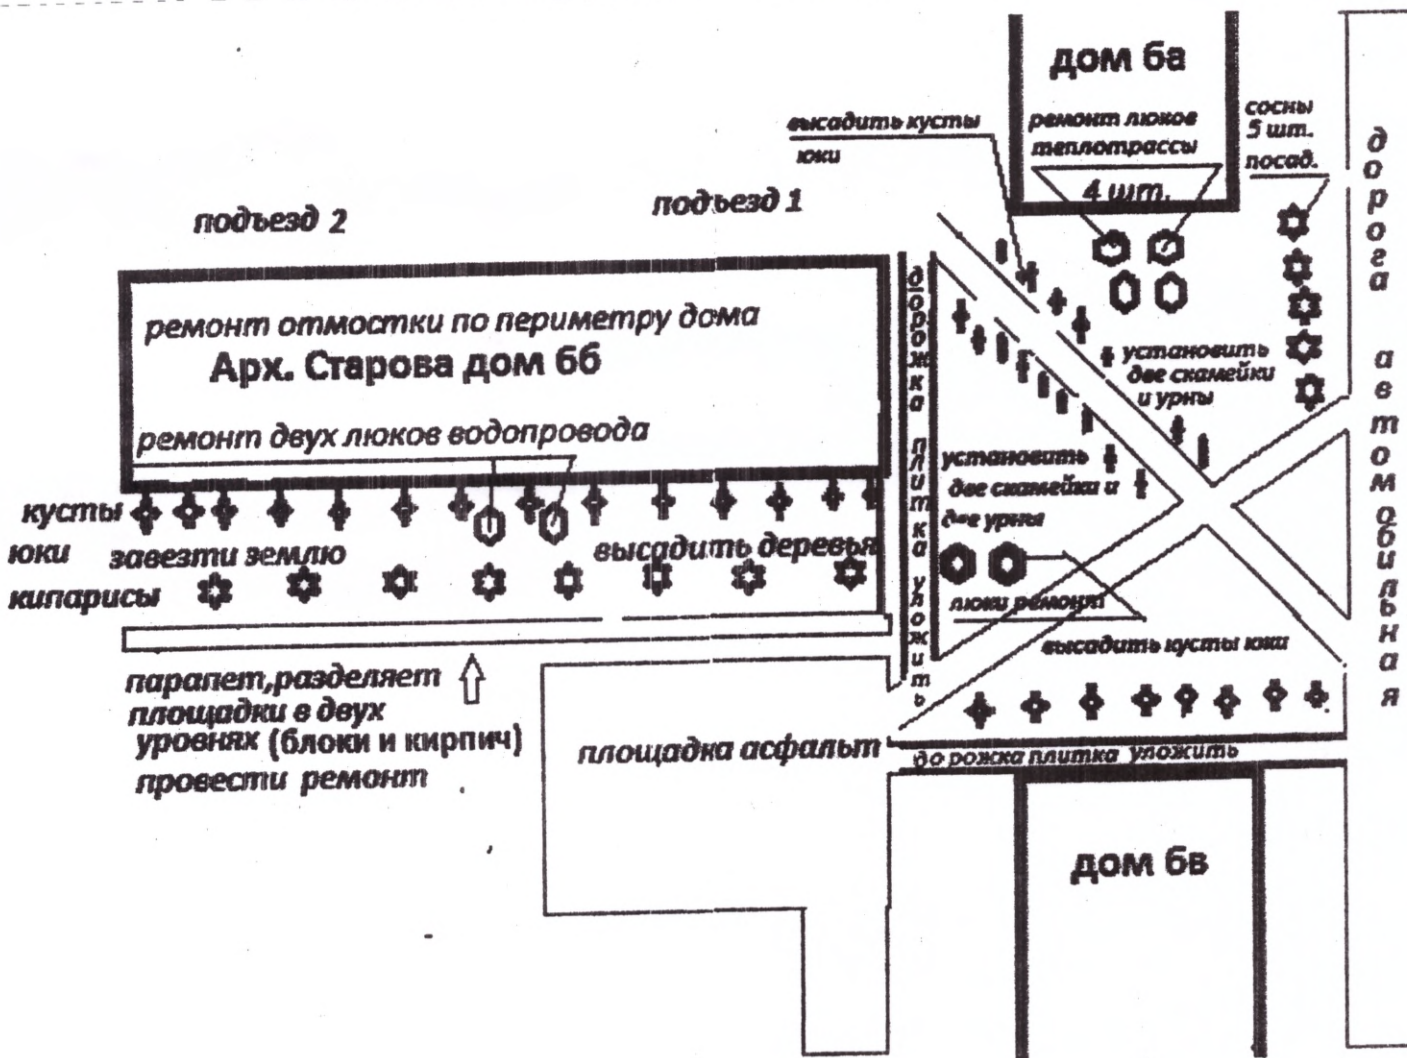 дом 6а
высадить кусты
юки
ремонт люков
теплотрассы
4 шт.
сосны
5 шт.
посад.
дорога автомобильная
подъезд 2
подъезд 1
ремонт отмостки по периметру дома
Арх. Старова дом 6б
ремонт двух люков водопровода
дорожка плитка уложить
установить
две скамейки
и урны
установить
две скамейки и
две урны
кусты
юки
завезти землю
высадить деревья
кипарисы
люки ремонт
высадить кусты юки
парапет,разделяет
площадки в двух
уровнях (блоки и кирпич)
провести ремонт
площадка асфальт
дорожка плитка уложить
дом 6в